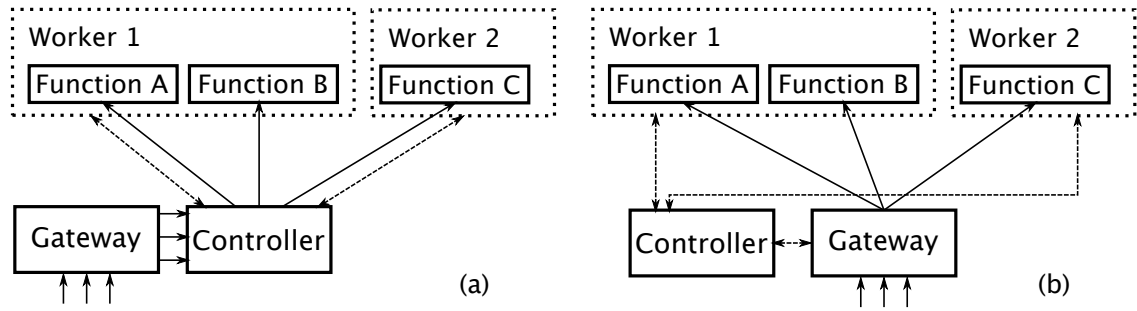 Worker 1
Worker 2
Function A
Function B
Function C
Gateway
Controller
(a)
Worker 1
Worker 2
Function A
Function B
Function C
Controller
Gateway
(b)